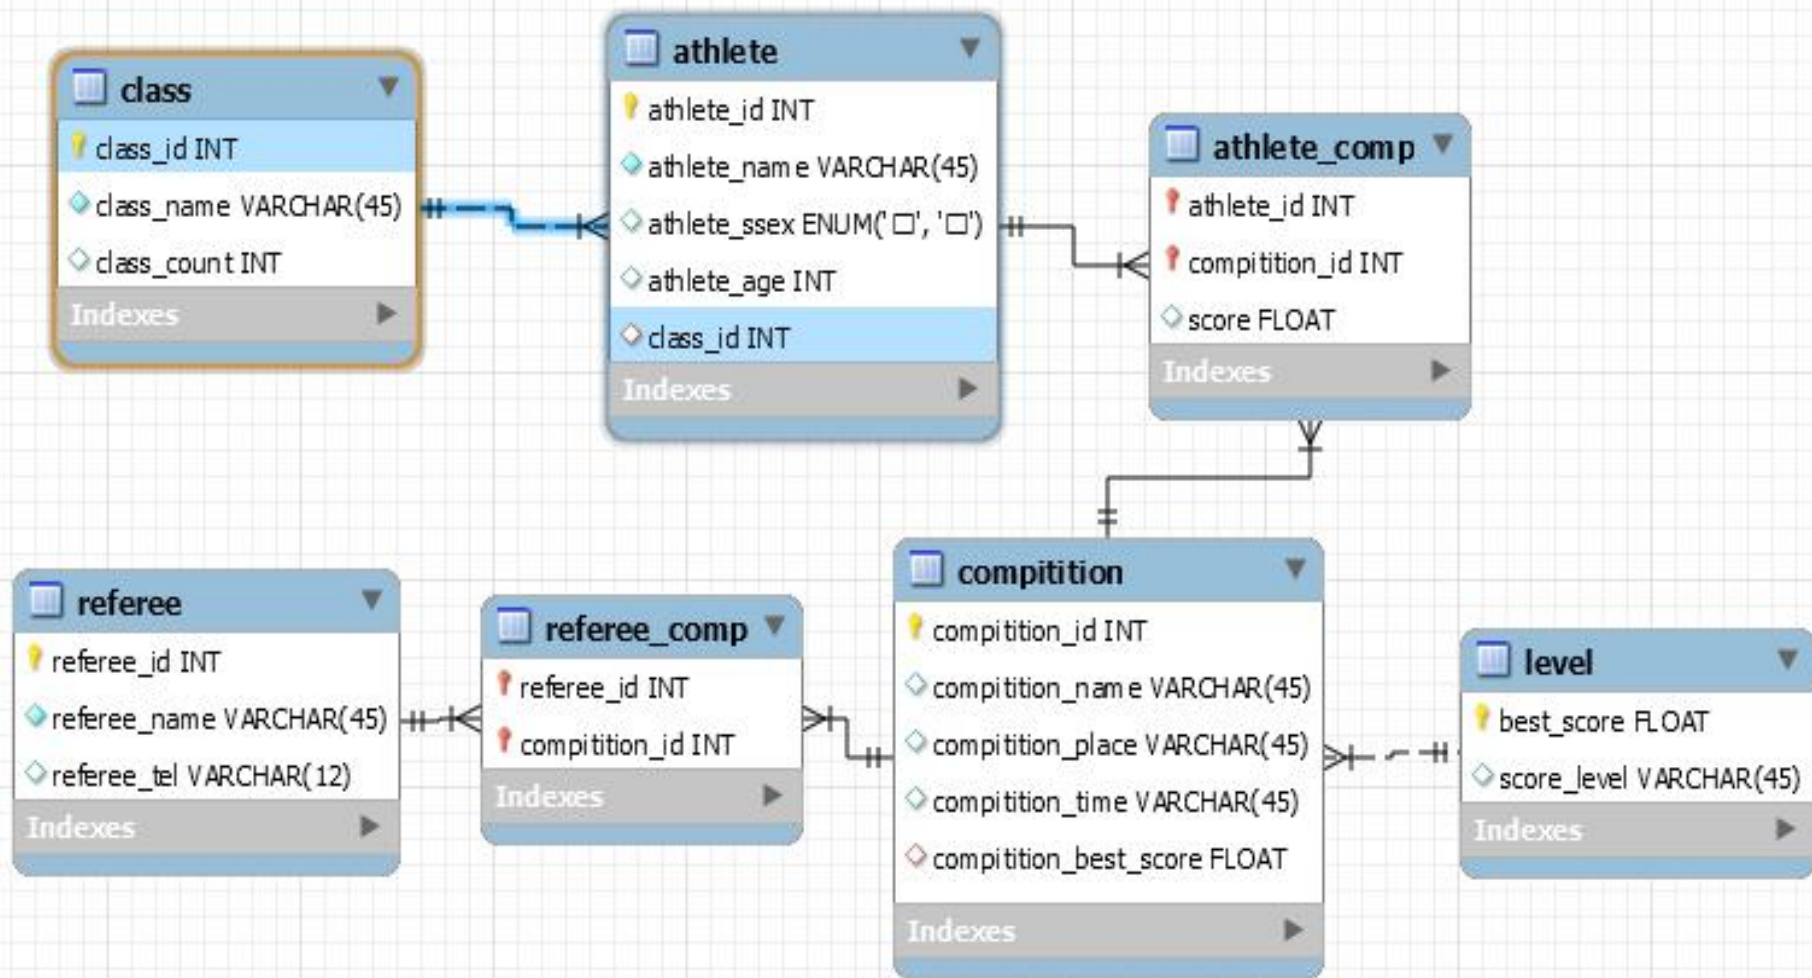 class
class_id INT
class_name VARCHAR(45)
class_count INT
Indexes
athlete
athlete_id INT
athlete_name VARCHAR(45)
athlete_ssex ENUM('□', '□')
athlete_age INT
class_id INT
Indexes
athlete_comp
athlete_id INT
compitition_id INT
score FLOAT
Indexes
referee
referee_id INT
referee_name VARCHAR(45)
referee_tel VARCHAR(12)
Indexes
referee_comp
referee_id INT
compitition_id INT
Indexes
compitition
compitition_id INT
compitition_name VARCHAR(45)
compitition_place VARCHAR(45)
compitition_time VARCHAR(45)
compitition_best_score FLOAT
Indexes
level
best_score FLOAT
score_level VARCHAR(45)
Indexes